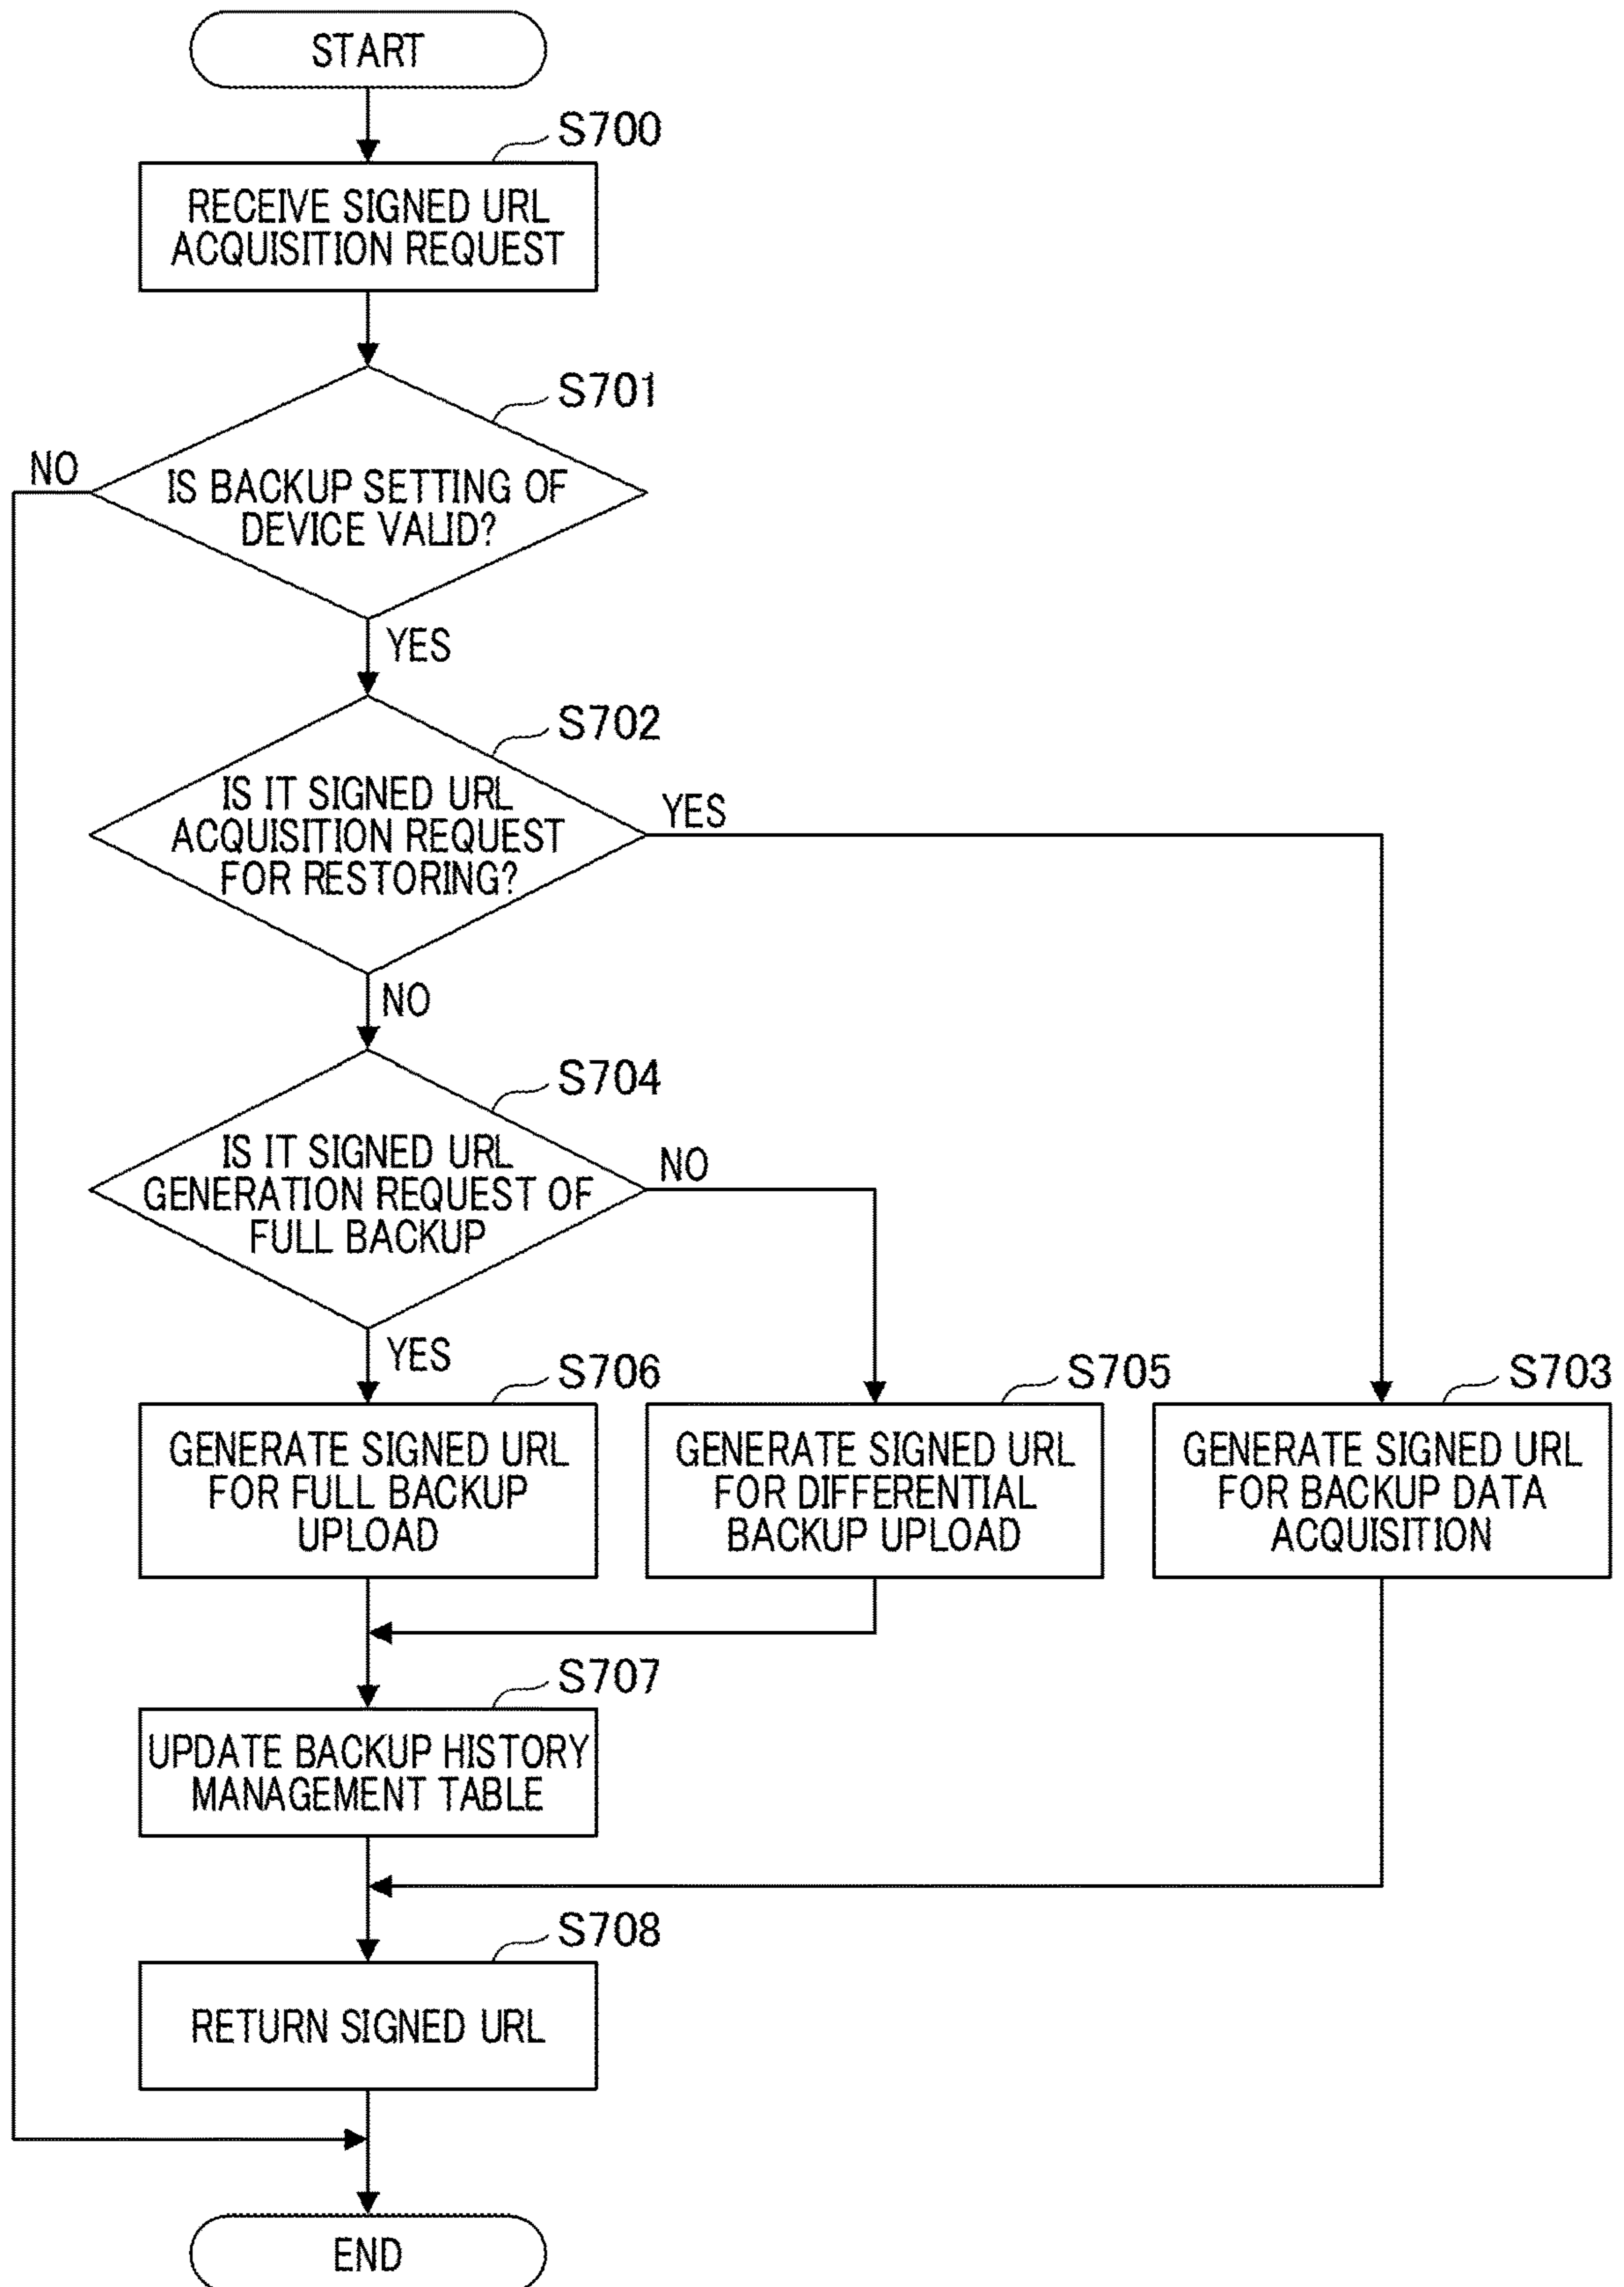 START
S700
RECEIVE SIGNED URL
ACQUISITION REQUEST
S701
NO
IS BACKUP SETTING OF
DEVICE VALID?
YES
S702
IS IT SIGNED URL
ACQUISITION REQUEST
FOR RESTORING?
YES
NO
S704
IS IT SIGNED URL
GENERATION REQUEST OF
FULL BACKUP
NO
YES
S706
GENERATE SIGNED URL
FOR FULL BACKUP
UPLOAD
S705
GENERATE SIGNED URL
FOR DIFFERENTIAL
BACKUP UPLOAD
S703
GENERATE SIGNED URL
FOR BACKUP DATA
ACQUISITION
S707
UPDATE BACKUP HISTORY
MANAGEMENT TABLE
S708
RETURN SIGNED URL
END